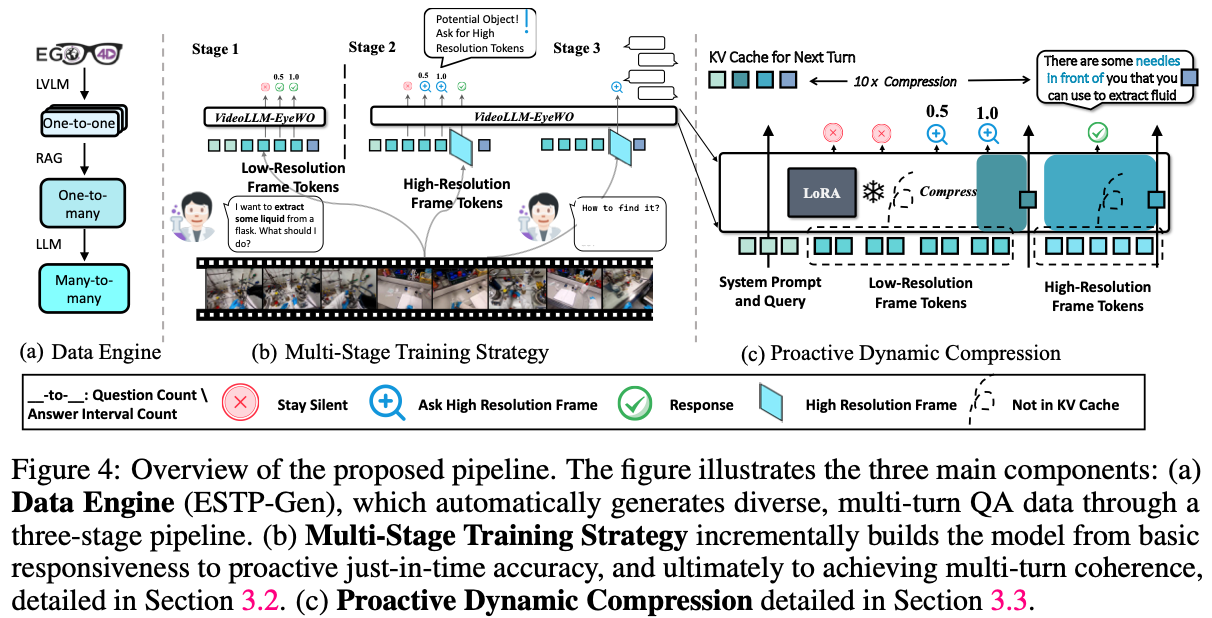 EGO4D
LVLM
One-to-one
RAG
One-to-
many
LLM
Many-to-
many
(a) Data Engine
Stage 1
Stage 2
Stage 3
Potential Object!
Ask for High
Resolution Tokens
!
0.5 1.0
0.5 1.0
VideoLLM-EyeWO
VideoLLM-EyeWO
Low-Resolution
Frame Tokens
High-Resolution
Frame Tokens
I want to extract
some liquid from a
flask. What should I
do?
How to find it?
......
(b) Multi-Stage Training Strategy
KV Cache for Next Turn
10 x Compression
There are some needles
in front of you that you
can use to extract fluid
0.5
1.0
LoRA
Compress
System Prompt
and Query
Low-Resolution
Frame Tokens
High-Resolution
Frame Tokens
(c) Proactive Dynamic Compression
__-to-__: Question Count \
Answer Interval Count
Stay Silent
Ask High Resolution Frame
Response
High Resolution Frame
Not in KV Cache
Figure 4: Overview of the proposed pipeline. The figure illustrates the three main components: (a)
Data Engine (ESTP-Gen), which automatically generates diverse, multi-turn QA data through a
three-stage pipeline. (b) Multi-Stage Training Strategy incrementally builds the model from basic
responsiveness to proactive just-in-time accuracy, and ultimately to achieving multi-turn coherence,
detailed in Section 3.2. (c) Proactive Dynamic Compression detailed in Section 3.3.